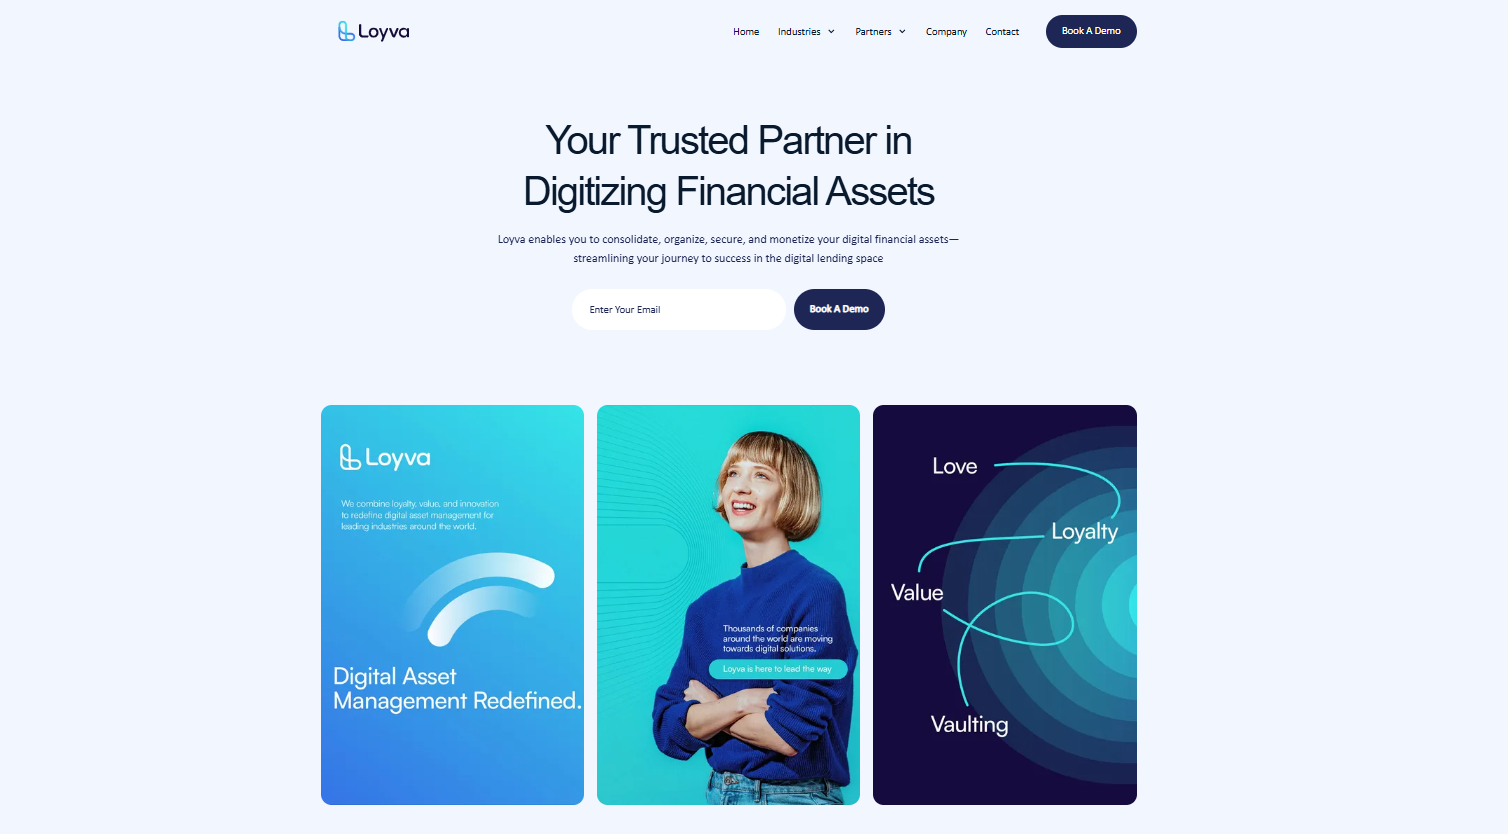 Loyva
Home
Industries
Partners
Company
Contact
Book A Demo
Your Trusted Partner in
Digitizing Financial Assets
Loyva enables you to consolidate, organize, secure, and monetize your digital financial assets—
streamlining your journey to success in the digital lending space
Enter Your Email
Book A Demo
Loyva
We combine loyalty, value, and innovation
to redefine digital asset management for
leading industries around the world.
Digital Asset
Management Redefined.
Thousands of companies
around the world are moving
towards digital solutions.
Loyva is here to lead the way
Love
Loyalty
Value
Vaulting